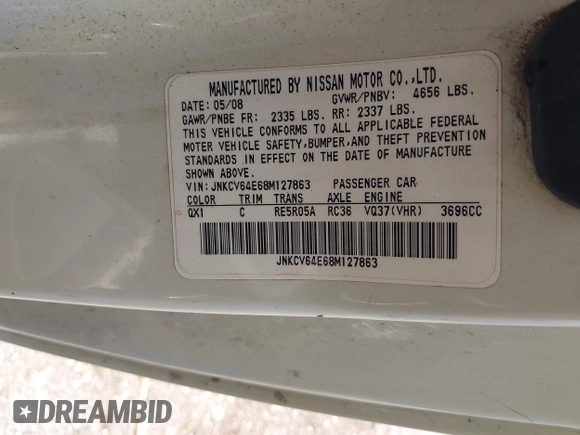 MANUFACTURED BY NISSAN MOTOR CO.,LTD.
DATE: 05/08 GVWR/PNBV: 4656 LBS.
GAWR/PNBE FR: 2335 LBS. RR: 2337 LBS.
THIS VEHICLE CONFORMS TO ALL APPLICABLE FEDERAL
MOTER VEHICLE SAFETY,BUMPER,AND THEFT PREVENTION
STANDARDS IN EFFECT ON THE DATE OF MANUFACTURE
SHOWN ABOVE.
VIN: JNKCV64E68M127863 PASSENGER CAR
COLOR TRIM TRANS AXLE ENGINE
QX1 C RE5R05A RC36 VQ37(VHR) 3696CC
JNKCV64E68M127863
DREAMBID